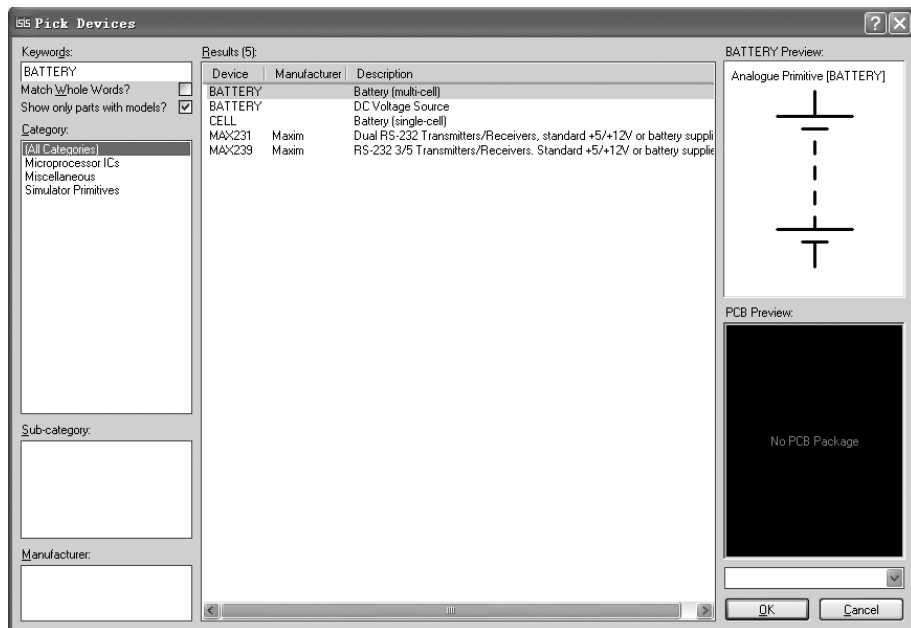 isis Pick Devices
Keywords:
BATTERY
Match Whole Words?
Show only parts with models?
Category:
(All Categories)
Microprocessor ICs
Miscellaneous
Simulator Primitives
Sub-category:
Manufacturer:
Results (5):
Device Manufacturer Description
BATTERY Battery (multi-cell)
BATTERY DC Voltage Source
CELL Battery (single-cell)
MAX231 Maxim Dual RS-232 Transmitters/Receivers, standard +5/+12V or battery suppli
MAX239 Maxim RS-232 3/5 Transmitters/Receivers. Standard +5/+12V or battery supplie
BATTERY Preview:
Analogue Primitive [BATTERY]
PCB Preview:
No PCB Package
OK Cancel